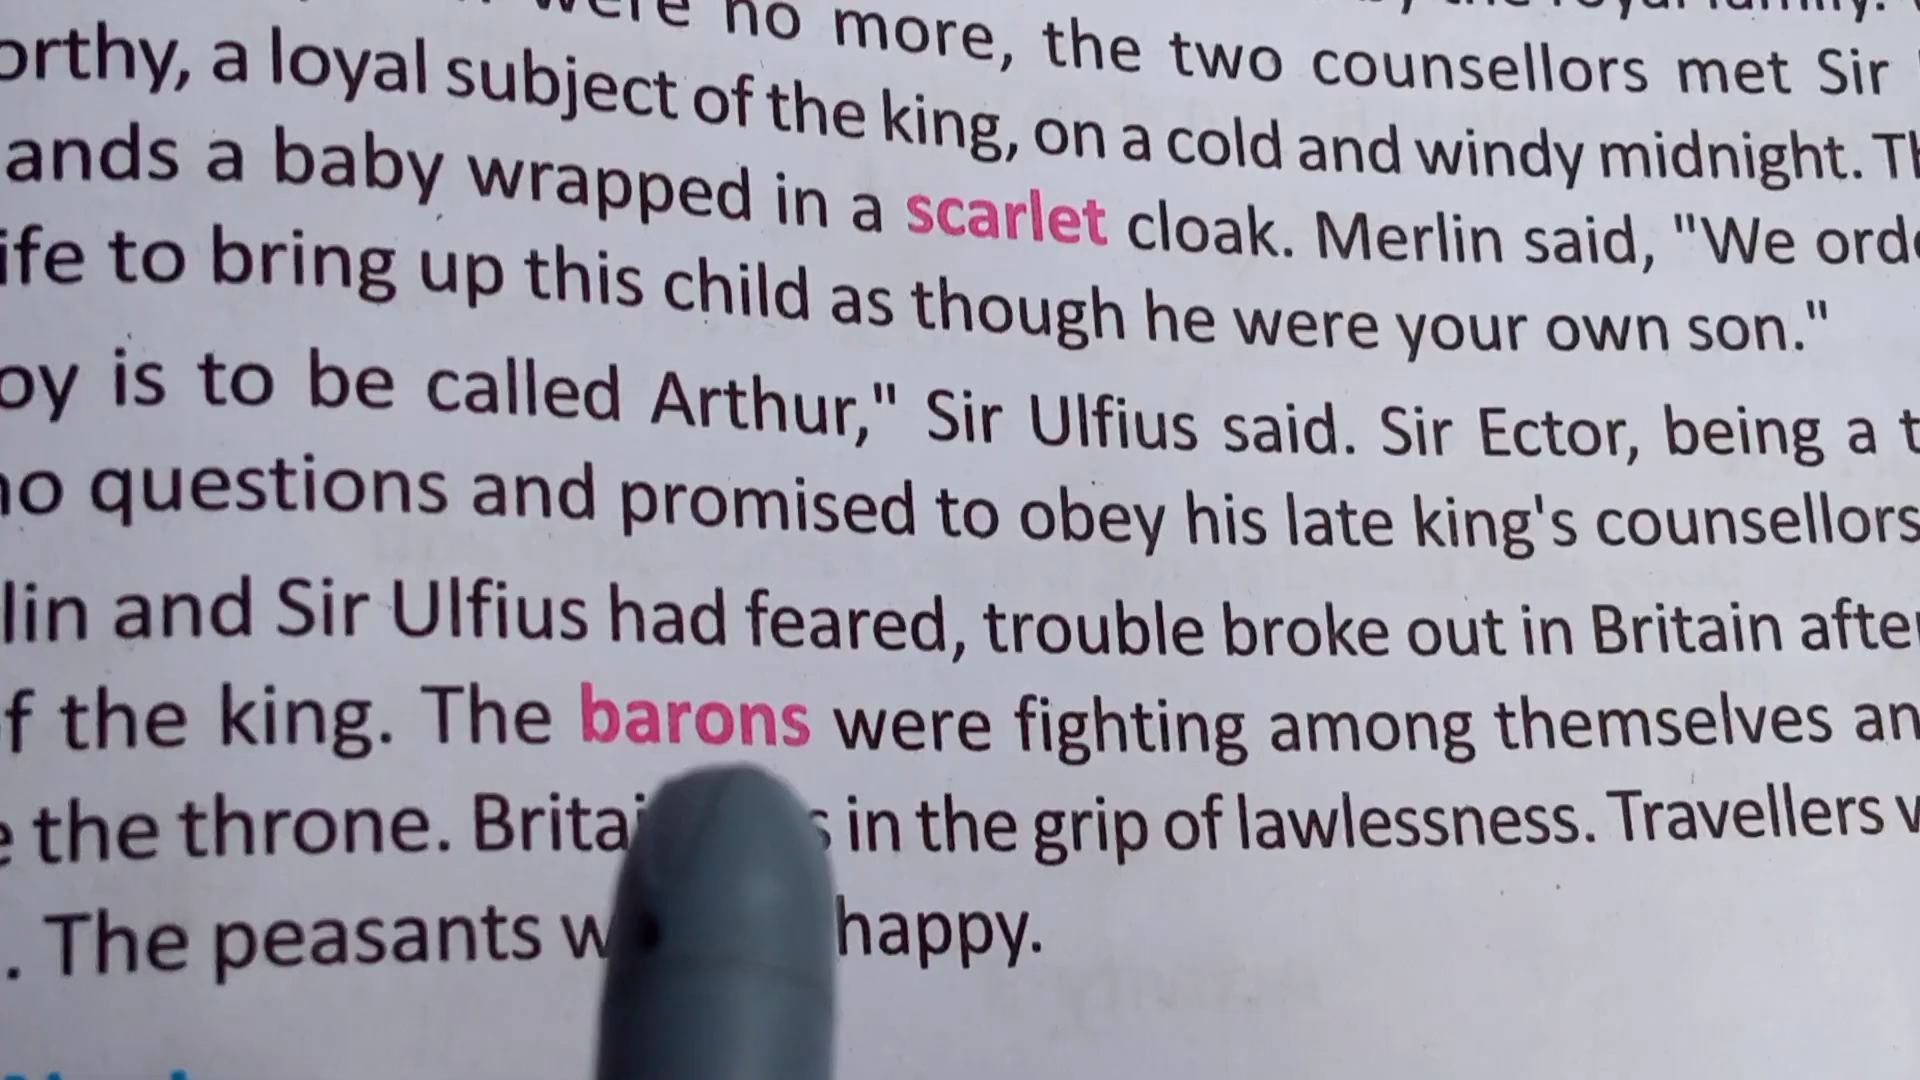 were no more, the two counsellors met Sir
orthy, a loyal subject of the king, on a cold and windy midnight. Th
ands a baby wrapped in a scarlet cloak. Merlin said, "We orde
ife to bring up this child as though he were your own son."
oy is to be called Arthur," Sir Ulfius said. Sir Ector, being a t
no questions and promised to obey his late king's counsellors
lin and Sir Ulfius had feared, trouble broke out in Britain after
f the king. The barons were fighting among themselves an
e the throne. Britai s in the grip of lawlessness. Travellers w
. The peasants w happy.